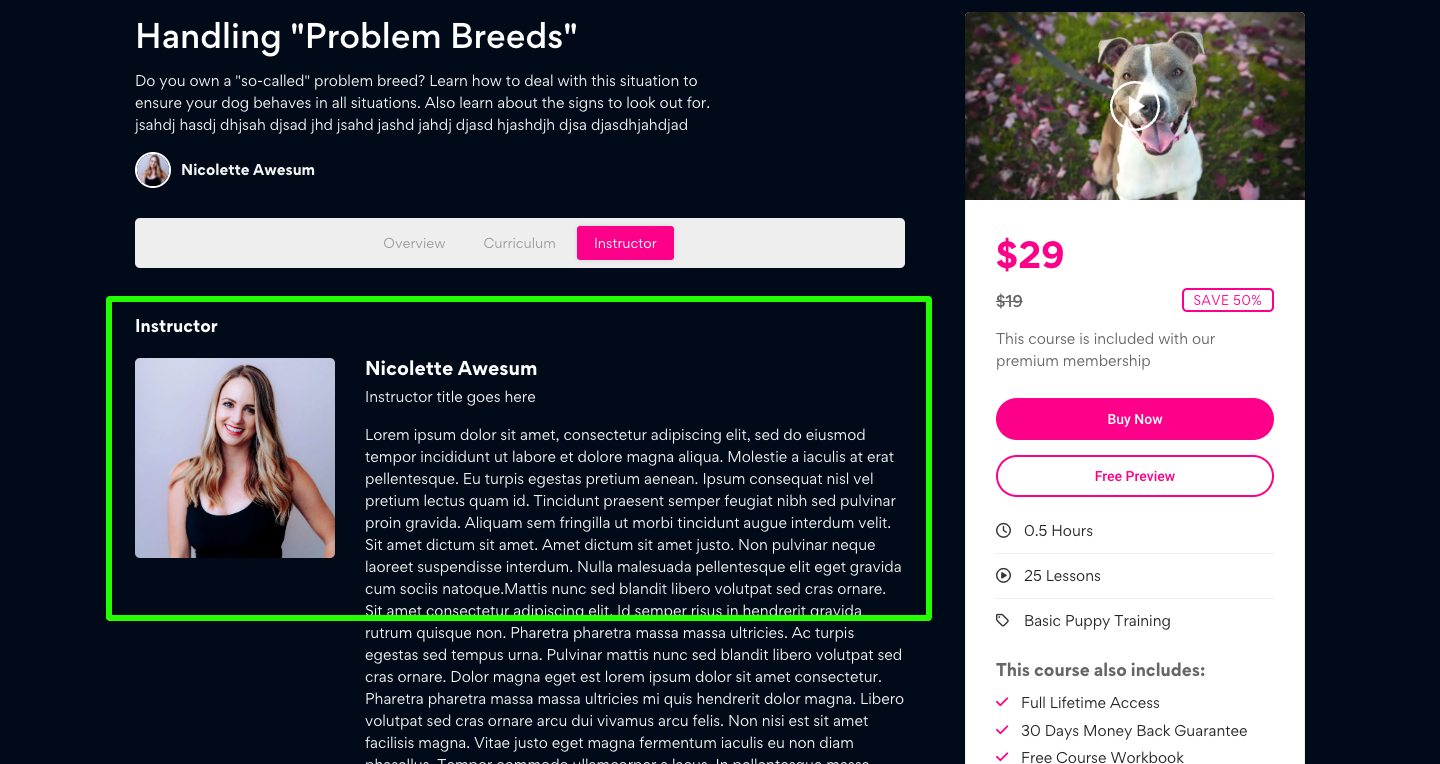 Handling "Problem Breeds"
Do you own a "so-called" problem breed? Learn how to deal with this situation to
ensure your dog behaves in all situations. Also learn about the signs to look out for.
jsahdj hasdj dhjsah djsad jhd jsahd jashd jahdj djasd hjashdjh djsa djasdhjahdjad
Nicolette Awesum
Overview Curriculum Instructor
Instructor
Nicolette Awesum
Instructor title goes here
Lorem ipsum dolor sit amet, consectetur adipiscing elit, sed do eiusmod
tempor incididunt ut labore et dolore magna aliqua. Molestie a iaculis at erat
pellentesque. Eu turpis egestas pretium aenean. Ipsum consequat nisl vel
pretium lectus quam id. Tincidunt praesent semper feugiat nibh sed pulvinar
proin gravida. Aliquam sem fringilla ut morbi tincidunt augue interdum velit.
Sit amet dictum sit amet. Amet dictum sit amet justo. Non pulvinar neque
laoreet suspendisse interdum. Nulla malesuada pellentesque elit eget gravida
cum sociis natoque.Mattis nunc sed blandit libero volutpat sed cras ornare.
Sit amet consectetur adipiscing elit. Id semper risus in hendrerit gravida
rutrum quisque non. Pharetra pharetra massa massa ultricies. Ac turpis
egestas sed tempus urna. Pulvinar mattis nunc sed blandit libero volutpat sed
cras ornare. Dolor magna eget est lorem ipsum dolor sit amet consectetur.
Pharetra pharetra massa massa ultricies mi quis hendrerit dolor magna. Libero
volutpat sed cras ornare arcu dui vivamus arcu felis. Non nisi est sit amet
facilisis magna. Vitae justo eget magna fermentum iaculis eu non diam
$29
$19 SAVE 50%
This course is included with our
premium membership
Buy Now
Free Preview
0.5 Hours
25 Lessons
Basic Puppy Training
This course also includes:
Full Lifetime Access
30 Days Money Back Guarantee
Free Course Workbook